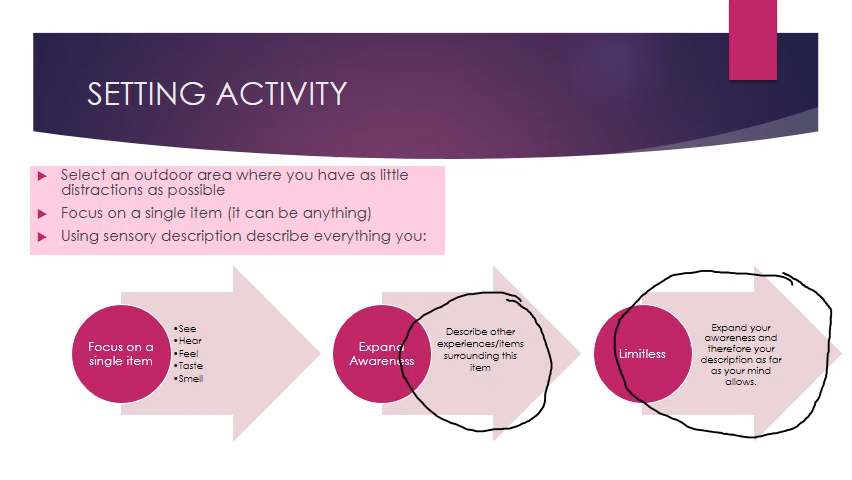 SETTING ACTIVITY
Select an outdoor area where you have as little
distractions as possible
Focus on a single item (it can be anything)
Using sensory description describe everything you:
Focus on a
single item
•See
•Hear
•Feel
•Taste
•Smell
Expand
Awareness
Describe other
experiences/items
surrounding this
item
Limitless
Expand your
awareness and
therefore your
description as far
as your mind
allows.